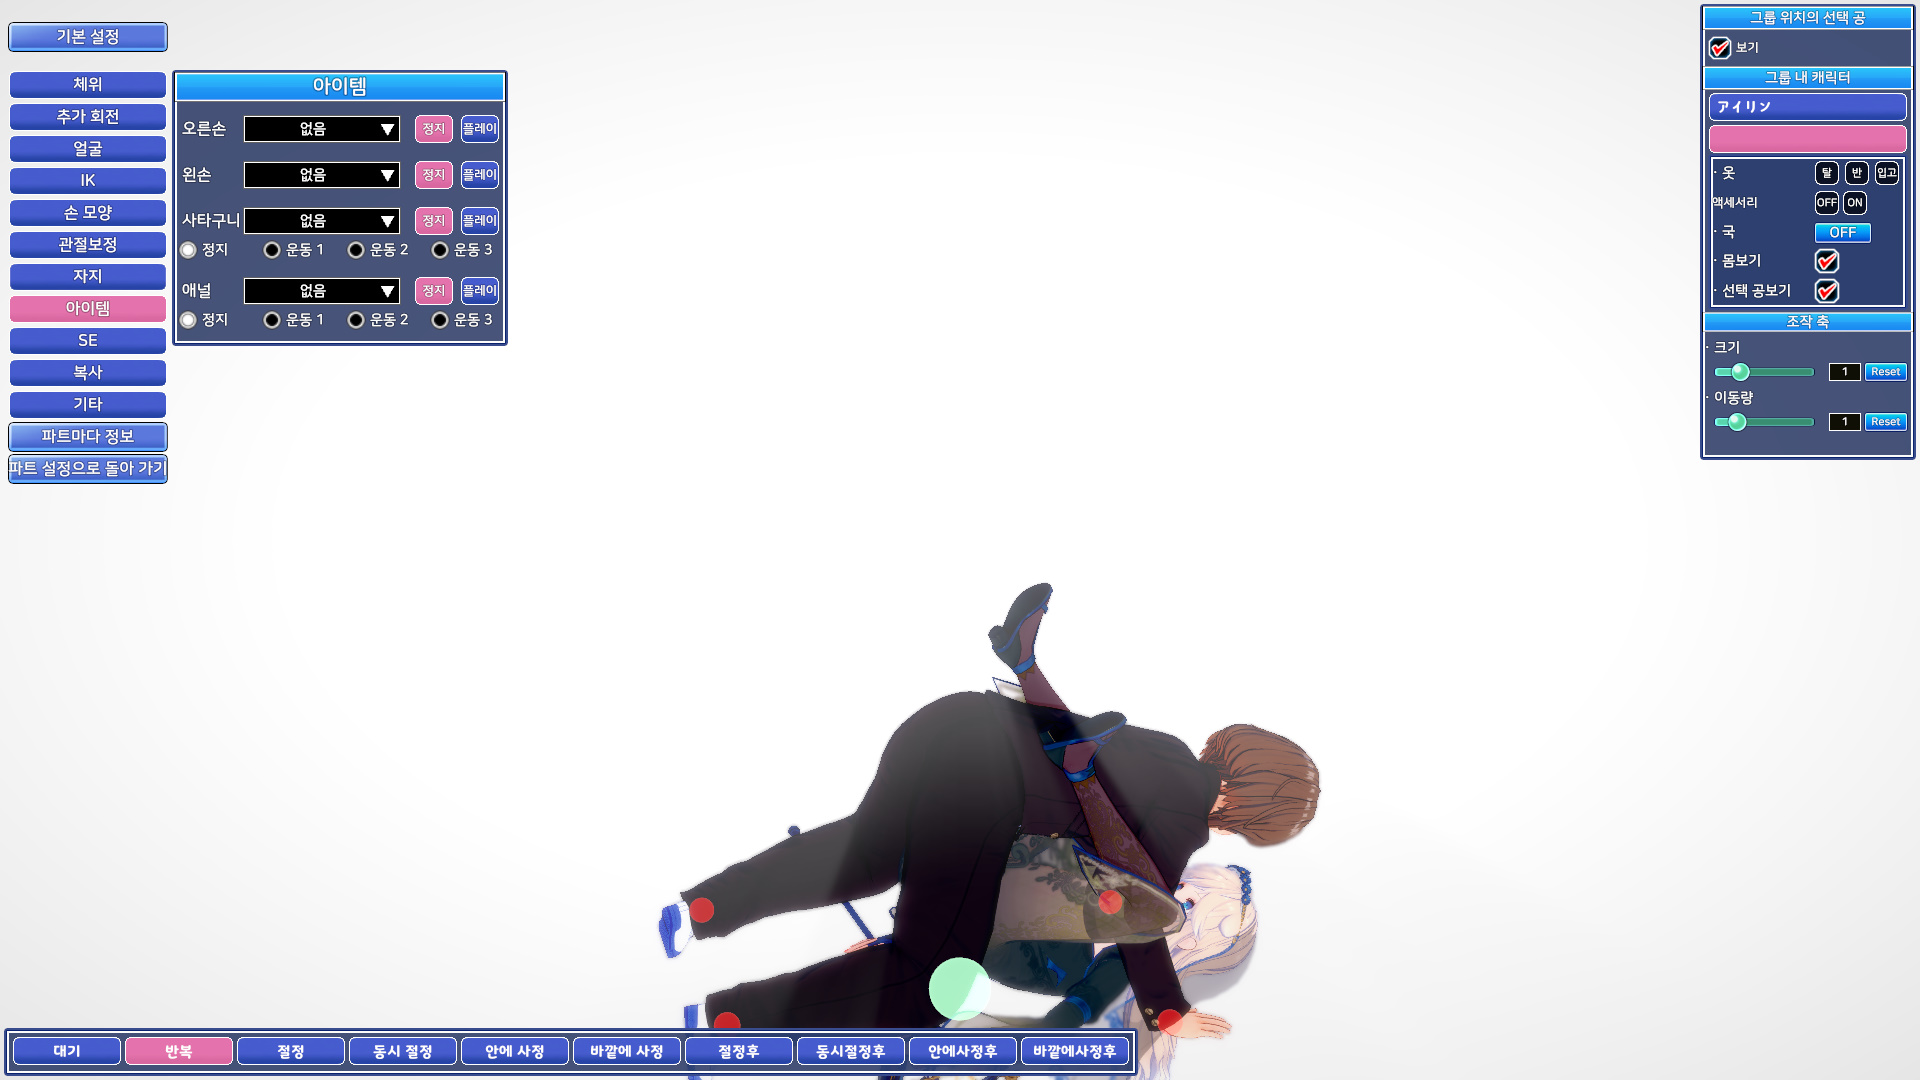 기본 설정
체위
추가 회전
얼굴
IK
손 모양
관절보정
자지
아이템
SE
복사
기타
파트마다 정보
파트 설정으로 돌아 가기
아이템
오른손 없음 정지 플레이
왼손 없음 정지 플레이
사타구니 없음 정지 플레이
정지 운동 1 운동 2 운동 3
애널 없음 정지 플레이
정지 운동 1 운동 2 운동 3
그룹 위치의 선택 공
보기
그룹 내 캐릭터
アイリン
· 옷 탈 반 입고
액세서리 OFF ON
· 국 OFF
· 몸보기
· 선택 공보기
조작 축
· 크기
1 Reset
· 이동량
1 Reset
대기 반복 절정 동시 절정 안에 사정 바깥에 사정 절정후 동시절정후 안에사정후 바깥에사정후